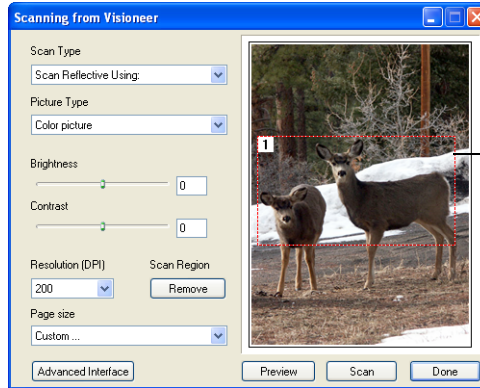 Scanning from Visioneer
Scan Type
Scan Reflective Using:
Picture Type
Color picture
Brightness
0
Contrast
0
Resolution (DPI)
Scan Region
200
Remove
Page size
Custom ...
Advanced Interface
1
Preview
Scan
Done